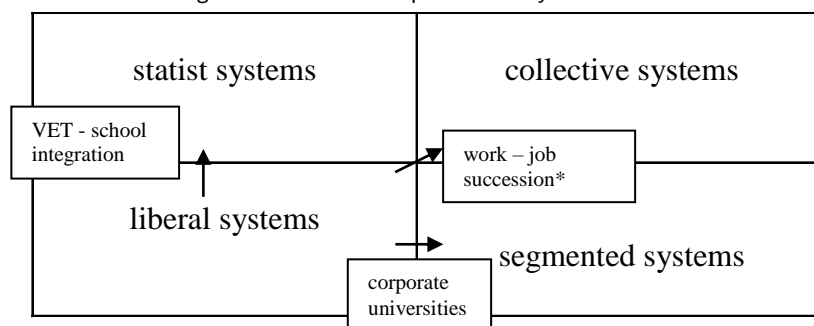 statist systems
collective systems
VET - school
integration
work – job
succession*
liberal systems
segmented systems
corporate
universities